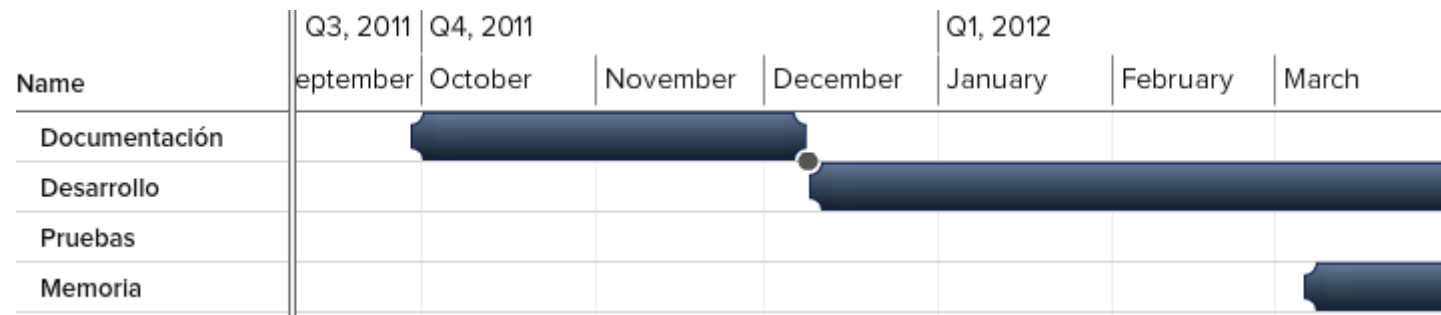 Q3, 2011 Q4, 2011 Q1, 2012
Name eptember October November December January February March
Documentación
Desarrollo
Pruebas
Memoria